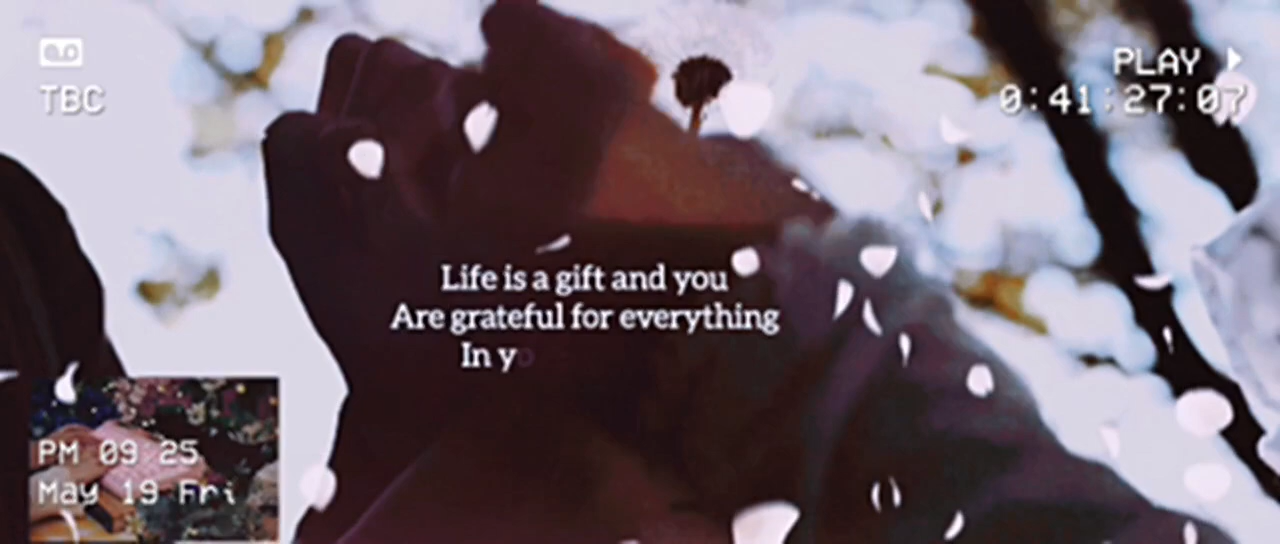 TBC
PLAY
0:41:27:07
Life is a gift and you
Are grateful for everything
In yo
PM 09 25
May 19 Fri